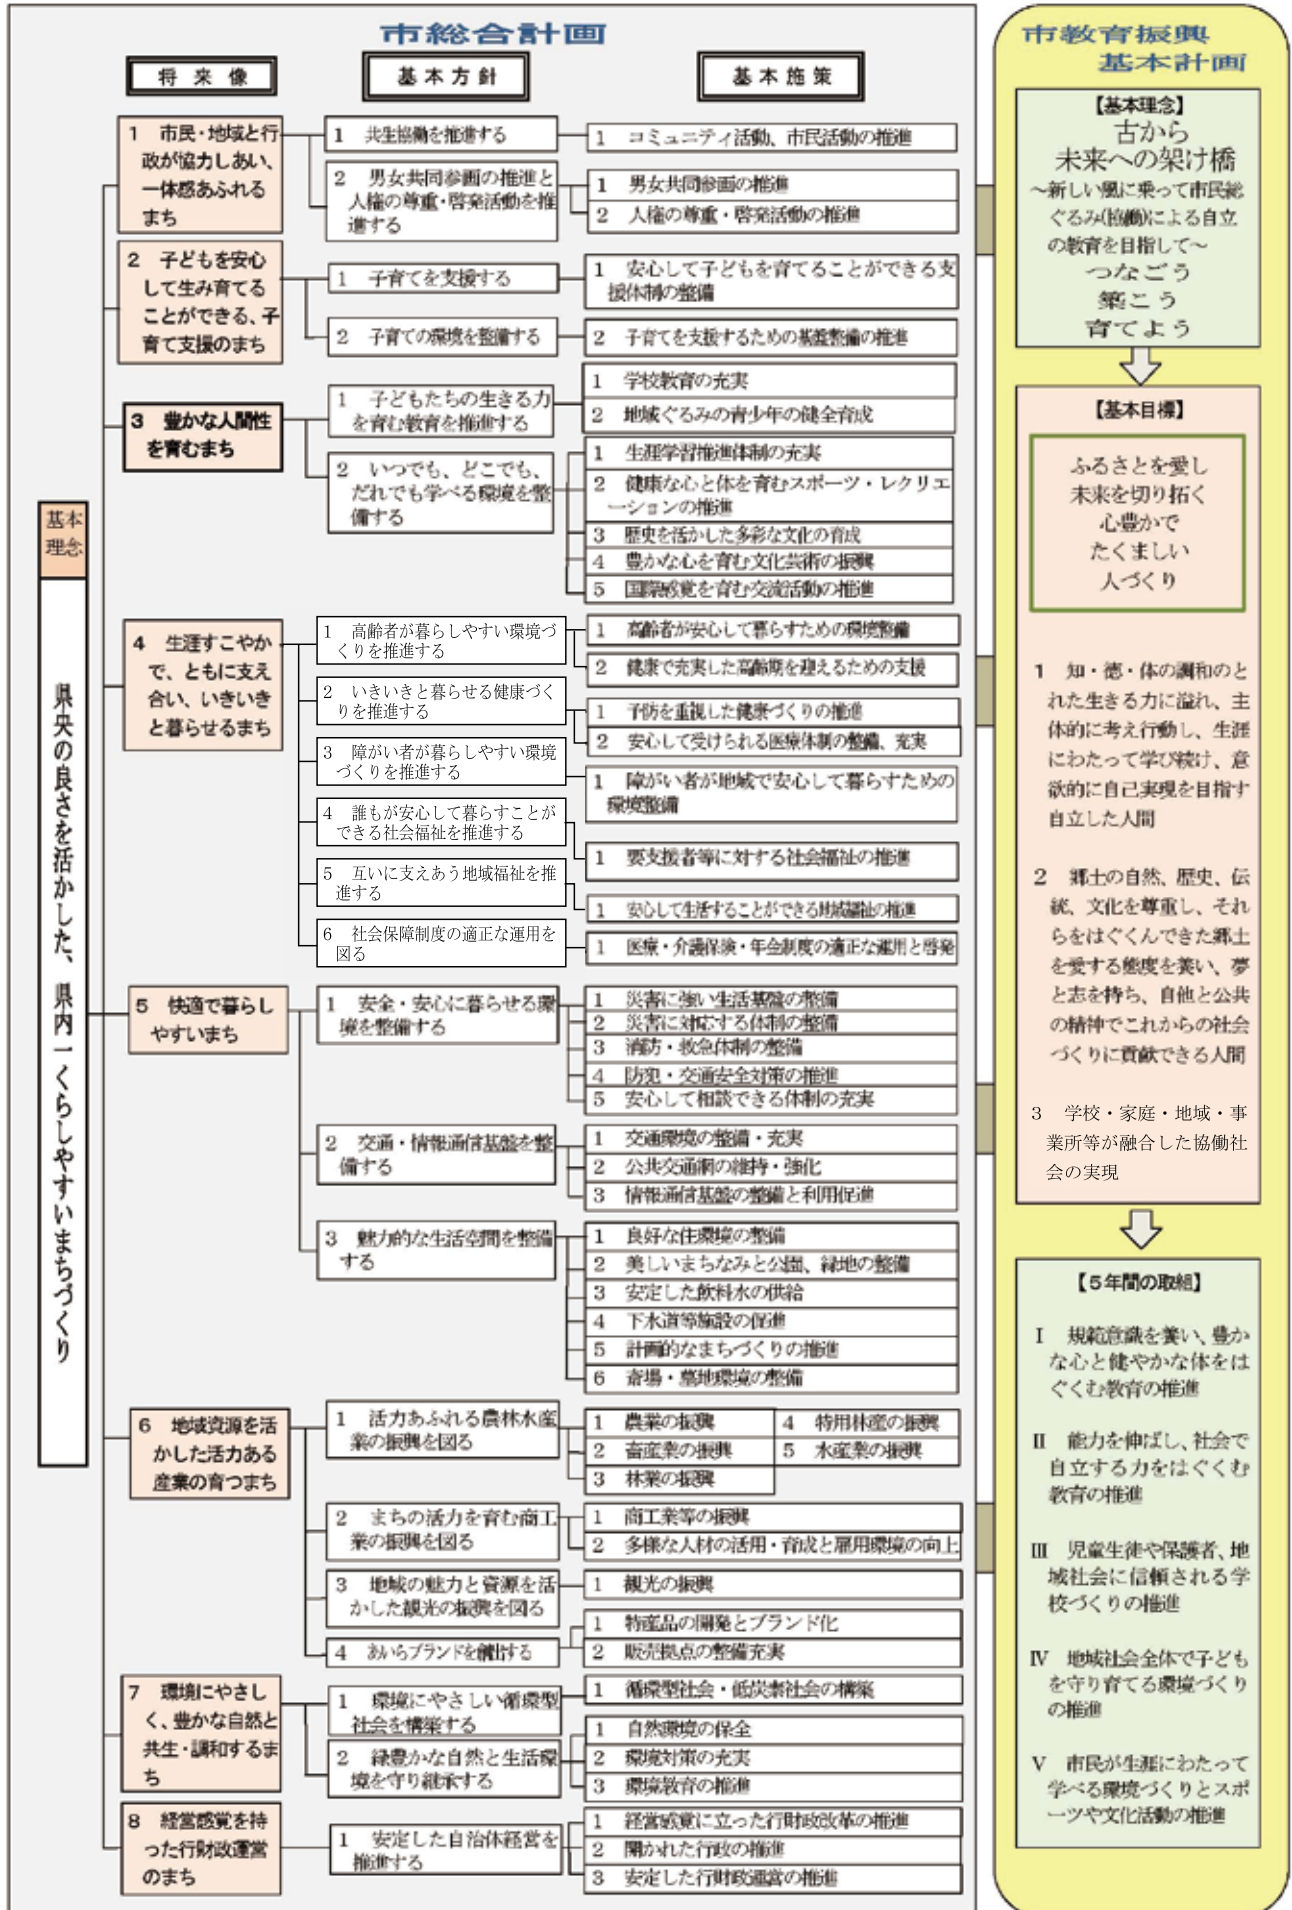 市総合計画
将来像
基本方針
基本施策
基本
理念
県央の良さを活かした、県内一くらしやすいまちづくり
1 市民・地域と行
政が協力しあい、
一体感あふれる
まち
1 共生協働を推進する
1 コミュニティ活動、市民活動の推進
2 男女共同参画の推進と
人権の尊重・啓発活動を推
進する
1 男女共同参画の推進
2 人権の尊重・啓発活動の推進
2 子どもを安心
して生み育てる
ことができる、子
育て支援のまち
1 子育てを支援する
1 安心して子どもを育てることができる支
援体制の整備
2 子育ての環境を整備する
2 子育てを支援するための基盤整備の推進
3 豊かな人間性
を育むまち
1 子どもたちの生きる力
を育む教育を推進する
1 学校教育の充実
2 地域ぐるみの青少年の健全育成
2 いつでも、どこでも、
だれでも学べる環境を整
備する
1 生涯学習推進体制の充実
2 健康な心と体を育むスポーツ・レクリエ
ーションの推進
3 歴史を活かした多彩な文化の育成
4 豊かな心を育む文化芸術の振興
5 国際感覚を育む交流活動の推進
4 生涯すこやか
で、ともに支え
合い、いきいき
と暮らせるまち
1 高齢者が暮らしやすい環境づ
くりを推進する
1 高齢者が安心して暮らすための環境整備
2 健康で充実した高齢期を迎えるための支援
2 いきいきと暮らせる健康づく
りを推進する
1 予防を重視した健康づくりの推進
2 安心して受けられる医療体制の整備、充実
3 障がい者が暮らしやすい環境
づくりを推進する
1 障がい者が地域で安心して暮らすための
環境整備
4 誰もが安心して暮らすことが
できる社会福祉を推進する
1 要支援者等に対する社会福祉の推進
5 互いに支えあう地域福祉を推
進する
1 安心して生活することができる地域福祉の推進
6 社会保障制度の適正な運用を
図る
1 医療・介護保険・年金制度の適正な運用と啓発
5 快適で暮らし
やすいまち
1 安全・安心に暮らせる環
境を整備する
1 災害に強い生活基盤の整備
2 災害に対応する体制の整備
3 消防・救急体制の整備
4 防犯・交通安全対策の推進
5 安心して相談できる体制の充実
2 交通・情報通信基盤を整
備する
1 交通環境の整備・充実
2 公共交通網の維持・強化
3 情報通信基盤の整備と利用促進
3 魅力的な生活空間を整備
する
1 良好な住環境の整備
2 美しいまちなみと公園、緑地の整備
3 安定した飲料水の供給
4 下水道等施設の促進
5 計画的なまちづくりの推進
6 斎場・墓地環境の整備
6 地域資源を活
かした活力ある
産業の育つまち
1 活力あふれる農林水産
業の振興を図る
1 農業の振興
2 畜産業の振興
3 林業の振興
4 特用林産の振興
5 水産業の振興
2 まちの活力を育む商工
業の振興を図る
1 商工業等の振興
2 多様な人材の活用・育成と雇用環境の向上
3 地域の魅力と資源を活
かした観光の振興を図る
1 観光の振興
4 あいらブランドを創出する
1 特産品の開発とブランド化
2 販売拠点の整備充実
7 環境にやさし
く、豊かな自然と
共生・調和するま
ち
1 環境にやさしい循環型
社会を構築する
1 循環型社会・低炭素社会の構築
2 緑豊かな自然と生活環
境を守り継承する
1 自然環境の保全
2 環境対策の充実
3 環境教育の推進
8 経営感覚を持
った行財政運営
のまち
1 安定した自治体経営を
推進する
1 経営感覚に立った行財政改革の推進
2 開かれた行政の推進
3 安定した行財政運営の推進
市教育振興
基本計画
【基本理念】
古から
未来への架け橋
～新しい風に乗って市民総
ぐるみ(協働)による自立
の教育を目指して～
つなごう
築こう
育てよう
【基本目標】
ふるさとを愛し
未来を切り拓く
心豊かで
たくましい
人づくり
1 知・徳・体の調和のと
れた生きる力に溢れ、主
体的に考え行動し、生涯
にわたって学び続け、意
欲的に自己実現を目指す
自立した人間
2 郷土の自然、歴史、伝
統、文化を尊重し、それ
らをはぐくんできた郷土
を愛する態度を養い、夢
と志を持ち、自他と公共
の精神でこれからの社会
づくりに貢献できる人間
3 学校・家庭・地域・事
業所等が融合した協働社
会の実現
【5年間の取組】
Ⅰ 規範意識を養い、豊か
な心と健やかな体をは
ぐくむ教育の推進
Ⅱ 能力を伸ばし、社会で
自立する力をはぐくむ
教育の推進
Ⅲ 児童生徒や保護者、地
域社会に信頼される学
校づくりの推進
Ⅳ 地域社会全体で子ども
を守り育てる環境づくり
の推進
Ⅴ 市民が生涯にわたって
学べる環境づくりとスポ
ーツや文化活動の推進